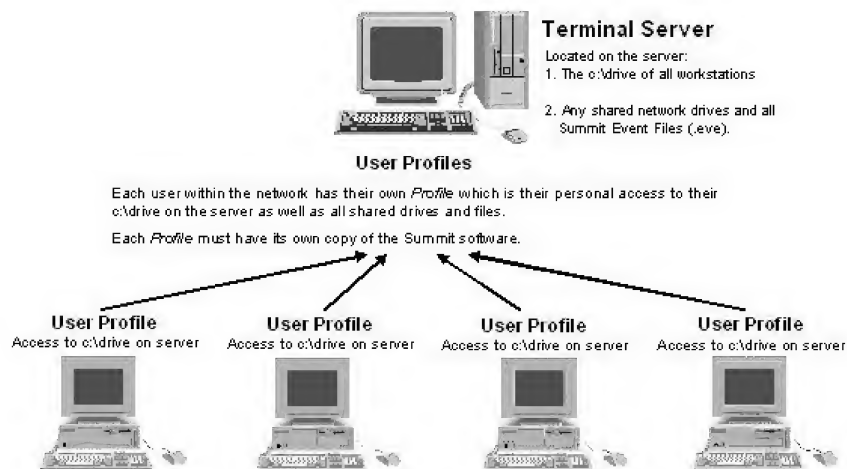 Terminal Server
Located on the server:
1. The c:\drive of all workstations
2. Any shared network drives and all
Summit Event Files (.eve).
User Profiles
Each user within the network has their own Profile which is their personal access to their
c:\drive on the server as well as all shared drives and files.
Each Profile must have its own copy of the Summit software.
User Profile
Access to c:\drive on server
User Profile
Access to c:\drive on server
User Profile
Access to c:\drive on server
User Profile
Access to c:\drive on server